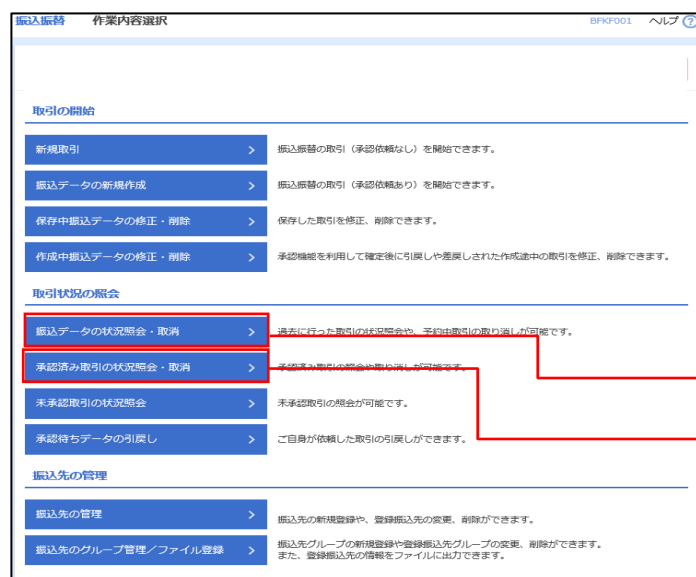 振込振替 作業内容選択 BFKF001 ヘルプ ?
取引の開始
新規取引 > 振込振替の取引（承認依頼なし）を開始できます。
振込データの新規作成 > 振込振替の取引（承認依頼あり）を開始できます。
保存中振込データの修正・削除 > 保存した取引を修正、削除できます。
作成中振込データの修正・削除 > 承認機能を利用して確定後に引戻しや差戻しされた作成途中の取引を修正、削除できます。
取引状況の照会
振込データの状況照会・取消 > 過去に行った取引の状況照会や、予約中取引の取り消しが可能です。
承認済み取引の状況照会・取消 > 承認済み取引の照会や取り消しが可能です。
未承認取引の状況照会 > 未承認取引の照会が可能です。
承認待ちデータの引戻し > ご自身が依頼した取引の引戻しができます。
振込先の管理
振込先の管理 > 振込先の新規登録や、登録振込先の変更、削除ができます。
振込先のグループ管理／ファイル登録 > 振込先グループの新規登録や登録振込先グループの変更、削除ができます。
また、登録振込先の情報をファイルに出力できます。